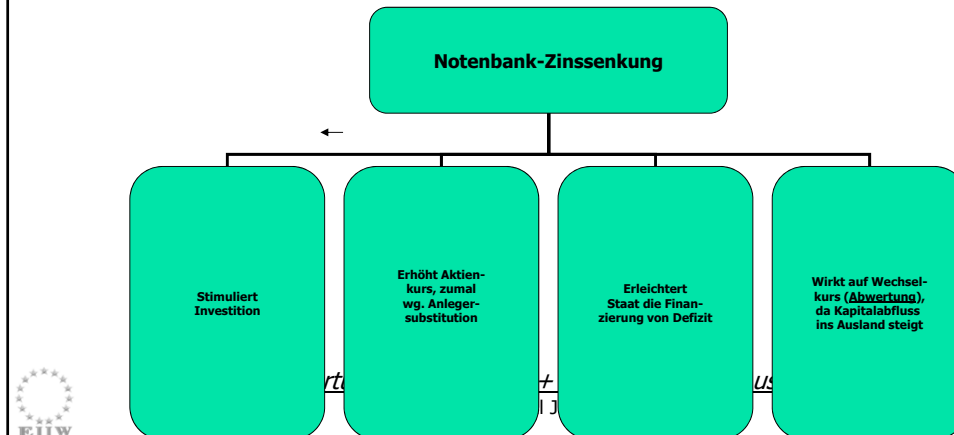 Notenbank-Zinssenkung
Stimuliert
Investition
Erhöht Aktien-
kurs, zumal
wg. Anleger-
substitution
Erleichtert
Staat die Finan-
zierung von Defizit
Wirkt auf Wechsel-
kurs (Abwertung),
da Kapitalabfluss
ins Ausland steigt
+
EIIW